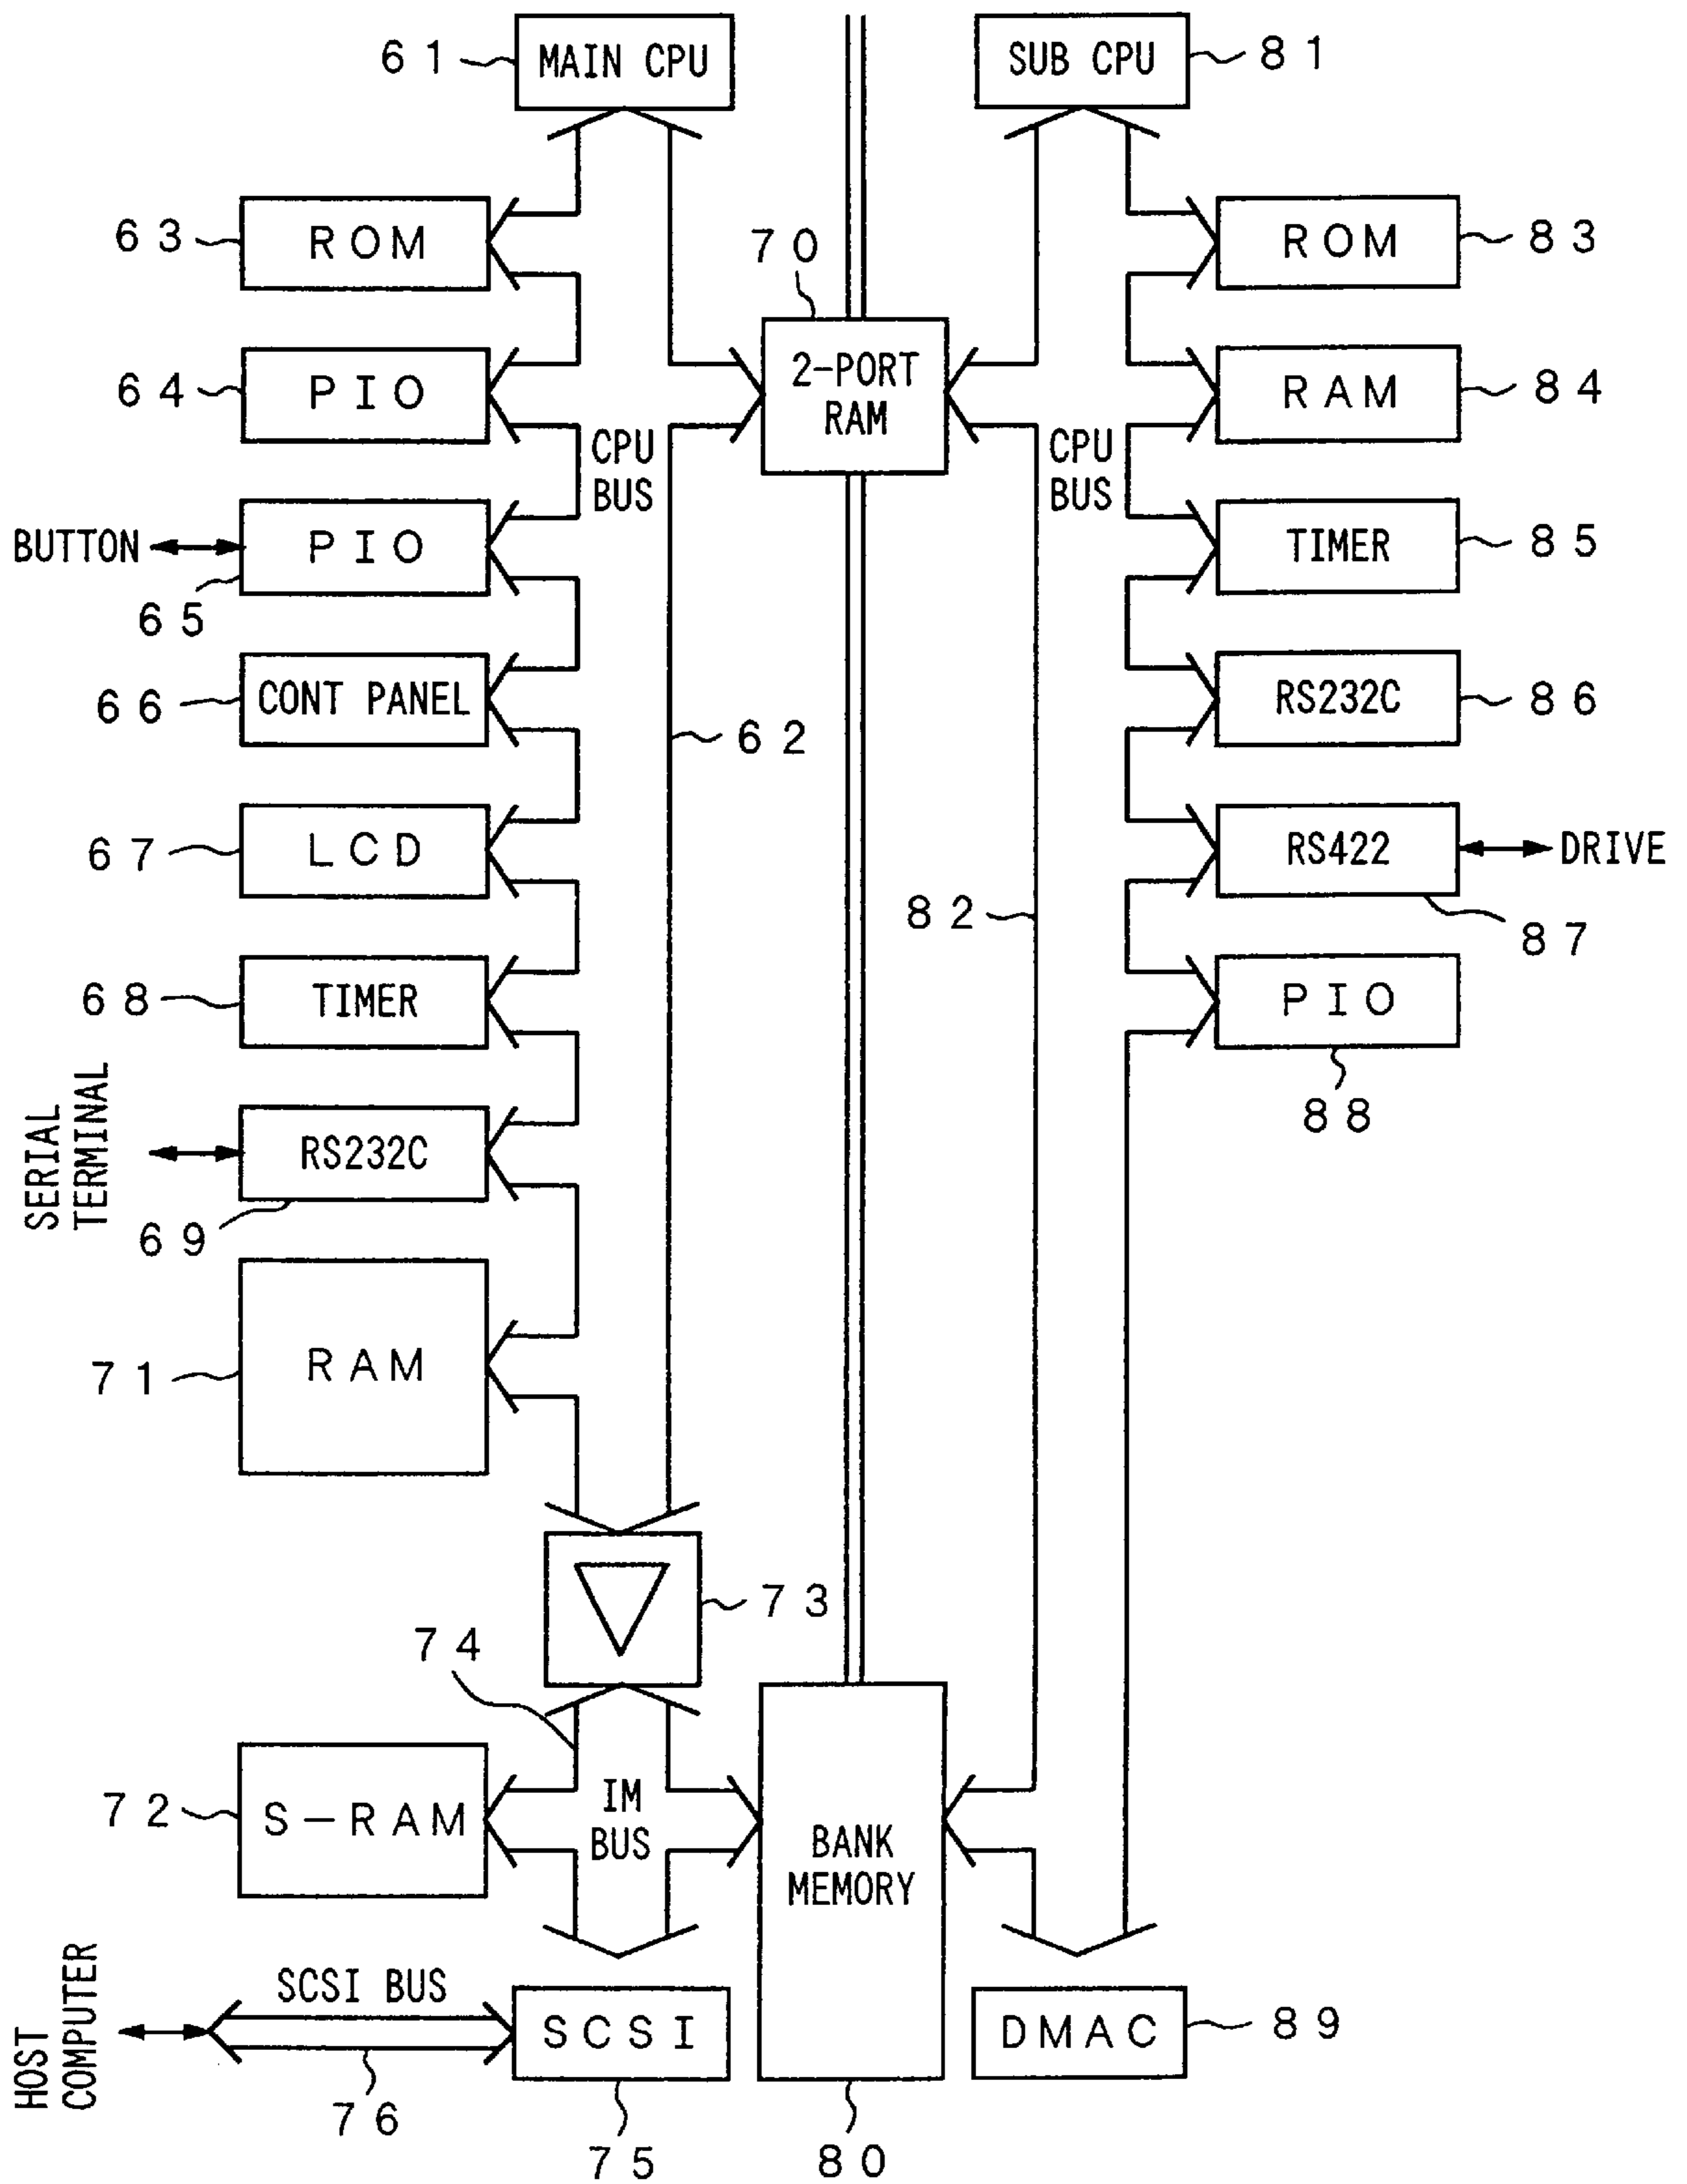 61 MAIN CPU
SUB CPU 81
63 ROM
70
ROM 83
64 PIO
2-PORT
RAM
RAM 84
CPU
BUS
CPU
BUS
BUTTON PIO
65
TIMER 85
66 CONT PANEL
62
RS232C 86
67 LCD
82
RS422 DRIVE
87
68 TIMER
PIO
88
SERIAL
TERMINAL
RS232C
69
71 RAM
73
74
72 S-RAM
IM
BUS
BANK
MEMORY
HOST
COMPUTER
SCSI BUS
76
SCSI
75
80
DMAC 89